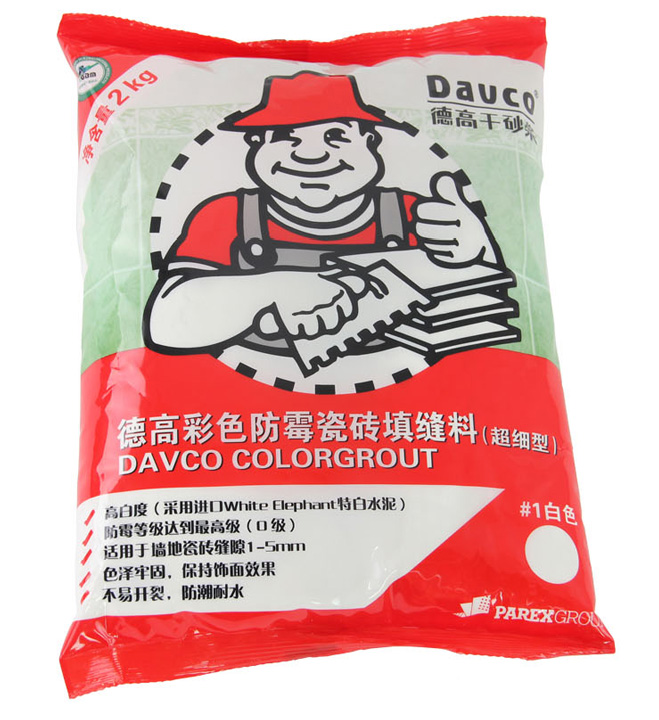 净含量2kg
Davco®
德高干砂浆
德高彩色防霉瓷砖填缝料(超细型)
DAVCO COLORGROUT
高白度(采用进口White Elephant特白水泥)
防霉等级达到最高级(0级)
适用于墙地瓷砖缝隙1-5mm
色泽牢固,保持饰面效果
不易开裂,防潮耐水
#1白色
PAREXGROU